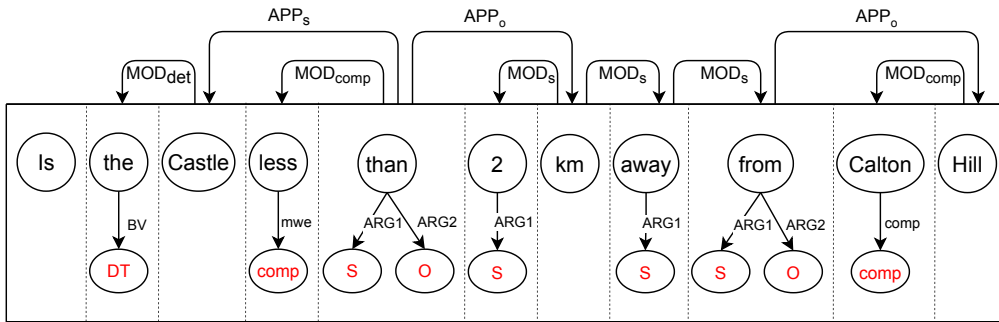 APPs APPo APPo
MODdet MODcomp MODs MODs MODs MODcomp
Is the Castle less than 2 km away from Calton Hill
BV mwe ARG1 ARG2 ARG1 ARG1 ARG1 ARG2 comp
DT comp S O S S S O comp